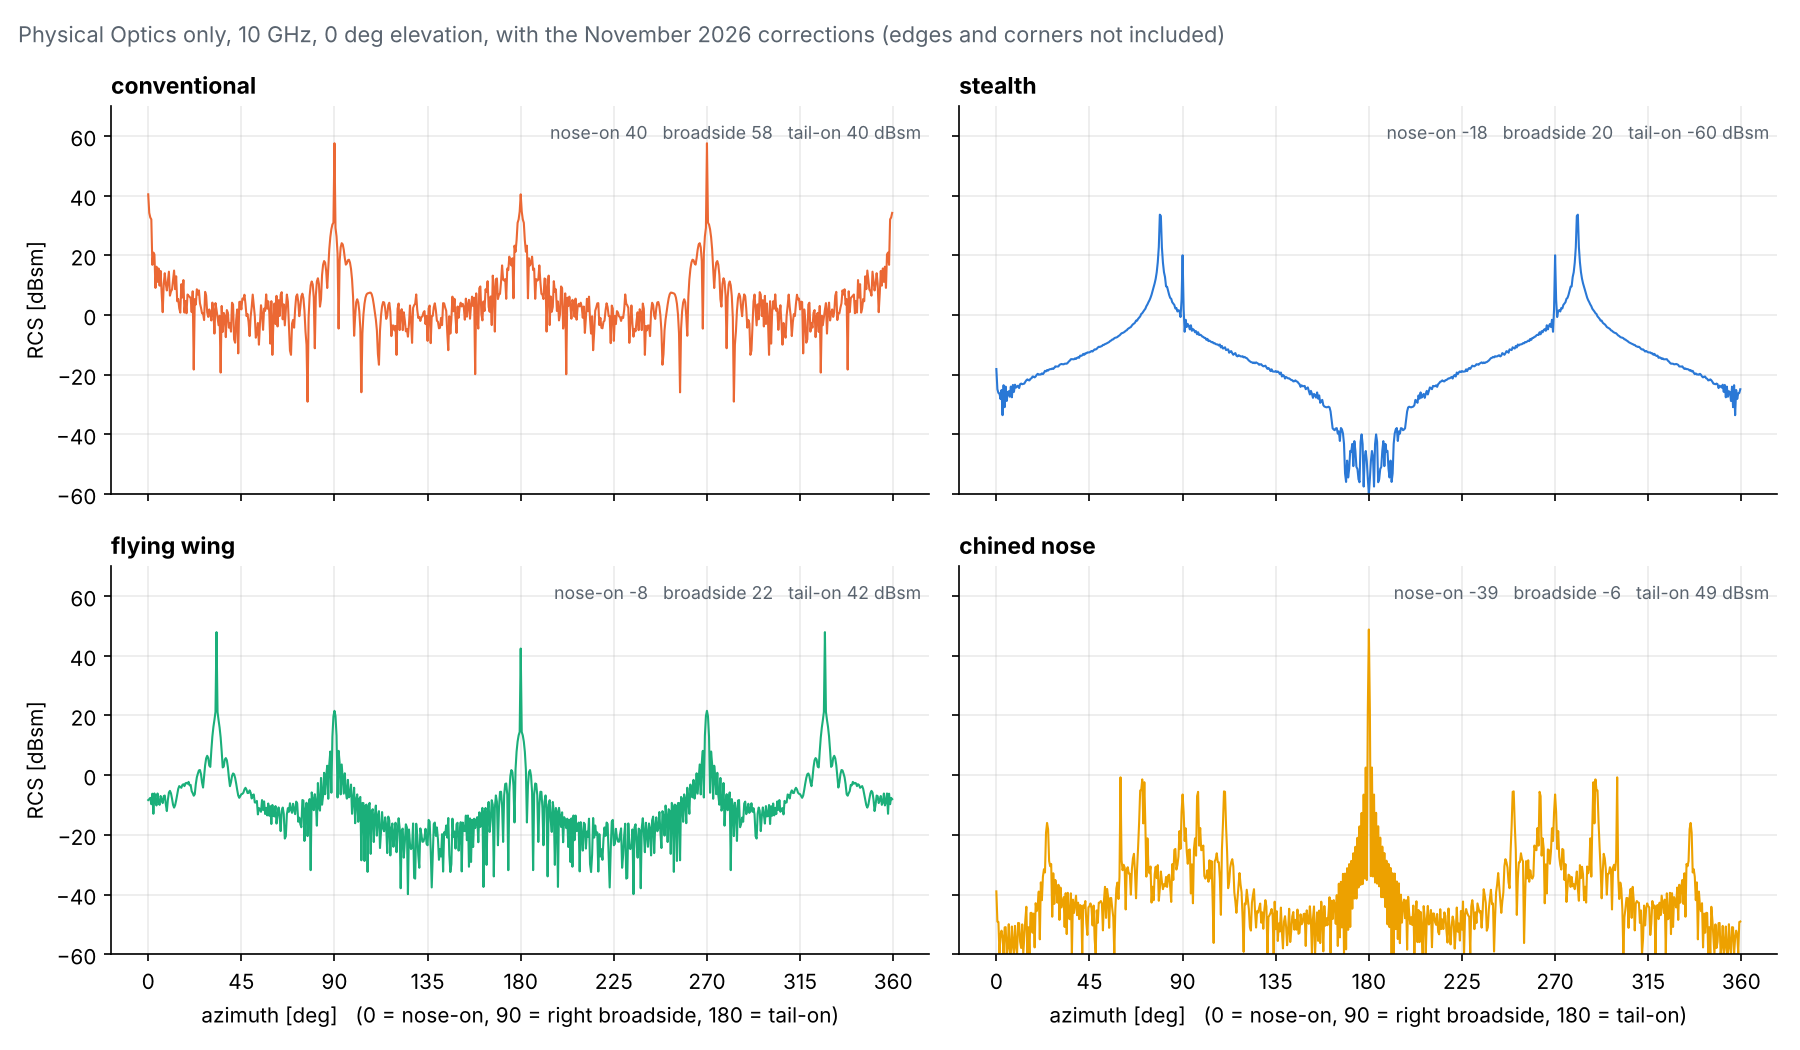 Physical Optics only, 10 GHz, 0 deg elevation, with the November 2026 corrections (edges and corners not included)
conventional
nose-on 40 broadside 58 tail-on 40 dBsm
RCS [dBsm]
60
40
20
0
−20
−40
−60
stealth
nose-on -18 broadside 20 tail-on -60 dBsm
flying wing
nose-on -8 broadside 22 tail-on 42 dBsm
RCS [dBsm]
60
40
20
0
−20
−40
−60
0 45 90 135 180 225 270 315 360
azimuth [deg] (0 = nose-on, 90 = right broadside, 180 = tail-on)
chined nose
nose-on -39 broadside -6 tail-on 49 dBsm
0 45 90 135 180 225 270 315 360
azimuth [deg] (0 = nose-on, 90 = right broadside, 180 = tail-on)